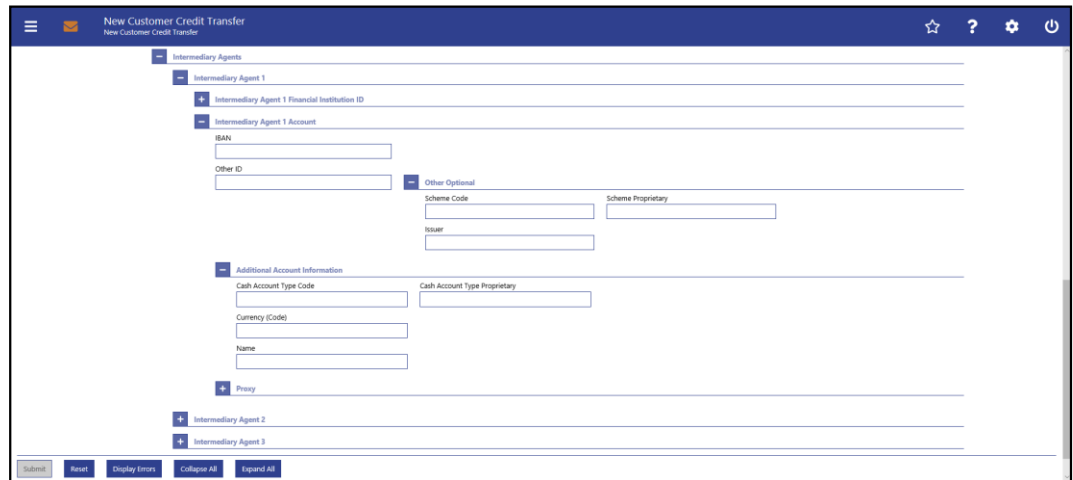 New Customer Credit Transfer
New Customer Credit Transfer
Intermediary Agents
Intermediary Agent 1
Intermediary Agent 1 Financial Institution ID
Intermediary Agent 1 Account
IBAN
Other ID
Other Optional
Scheme Code Scheme Proprietary
Issuer
Additional Account Information
Cash Account Type Code Cash Account Type Proprietary
Currency (Code)
Name
Proxy
Intermediary Agent 2
Intermediary Agent 3
Submit Reset Display Errors Collapse All Expand All